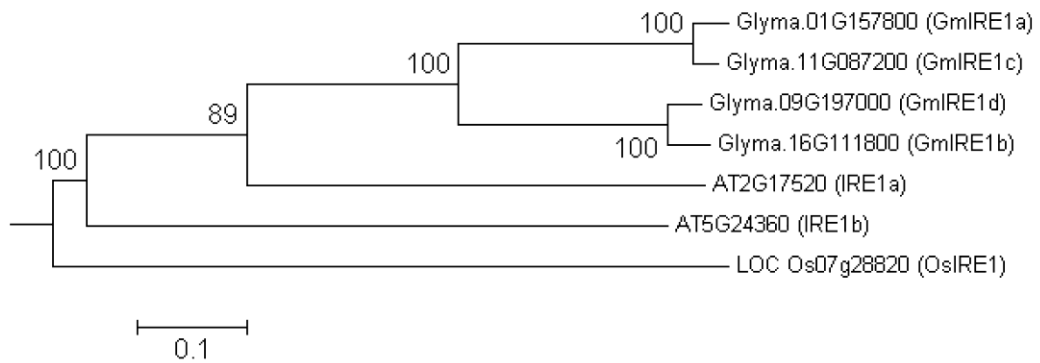 100
Glyma.01G157800 (GmIRE1a)
Glyma.11G087200 (GmIRE1c)
100
Glyma.09G197000 (GmIRE1d)
89
Glyma.16G111800 (GmIRE1b)
100
100
AT2G17520 (IRE1a)
AT5G24360 (IRE1b)
LOC Os07g28820 (OsIRE1)
0.1